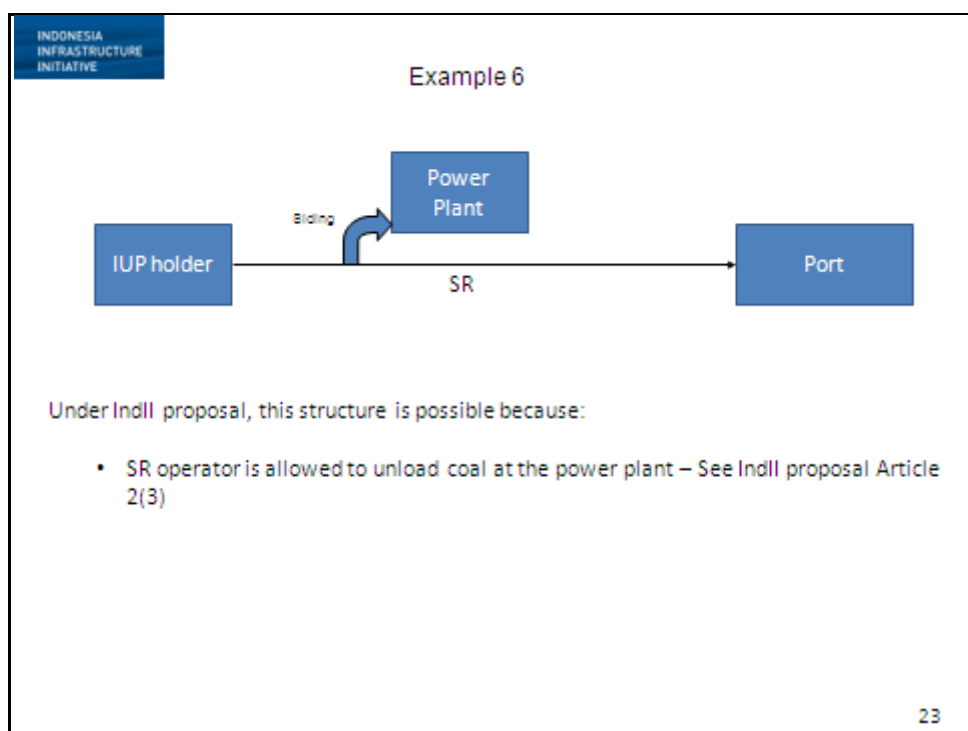 INDONESIA
INFRASTRUCTURE
INITIATIVE
Example 6
Power
Plant
Siding
IUP holder
Port
SR
Under IndII proposal, this structure is possible because:
• SR operator is allowed to unload coal at the power plant – See IndII proposal Article
2(3)
23